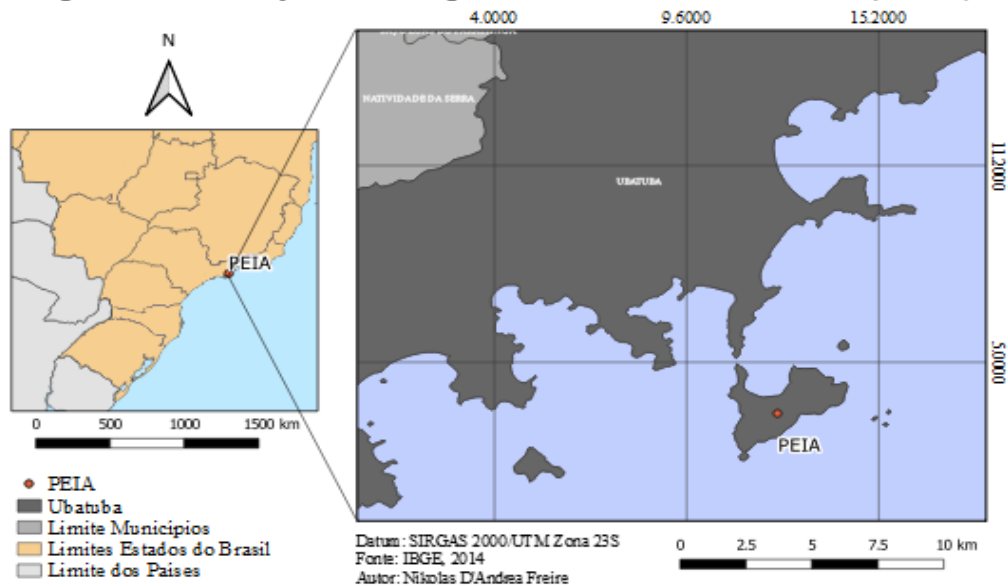 4.0000 9.6000 15.2000
N
NATIVIDADE DA SERRA
11.2000
UBATUBA
PEIA
5.0000
PEIA
0 500 1000 1500 km
PEIA
Ubatuba
Limite Municipios
Limites Estados do Brasil
Limite dos Paises
Datum: SIRGAS 2000/UTM Zona 23S
Fonte: IBGE, 2014
Autor: Nikolas D'Andrea Freire
0 2.5 5 7.5 10 km